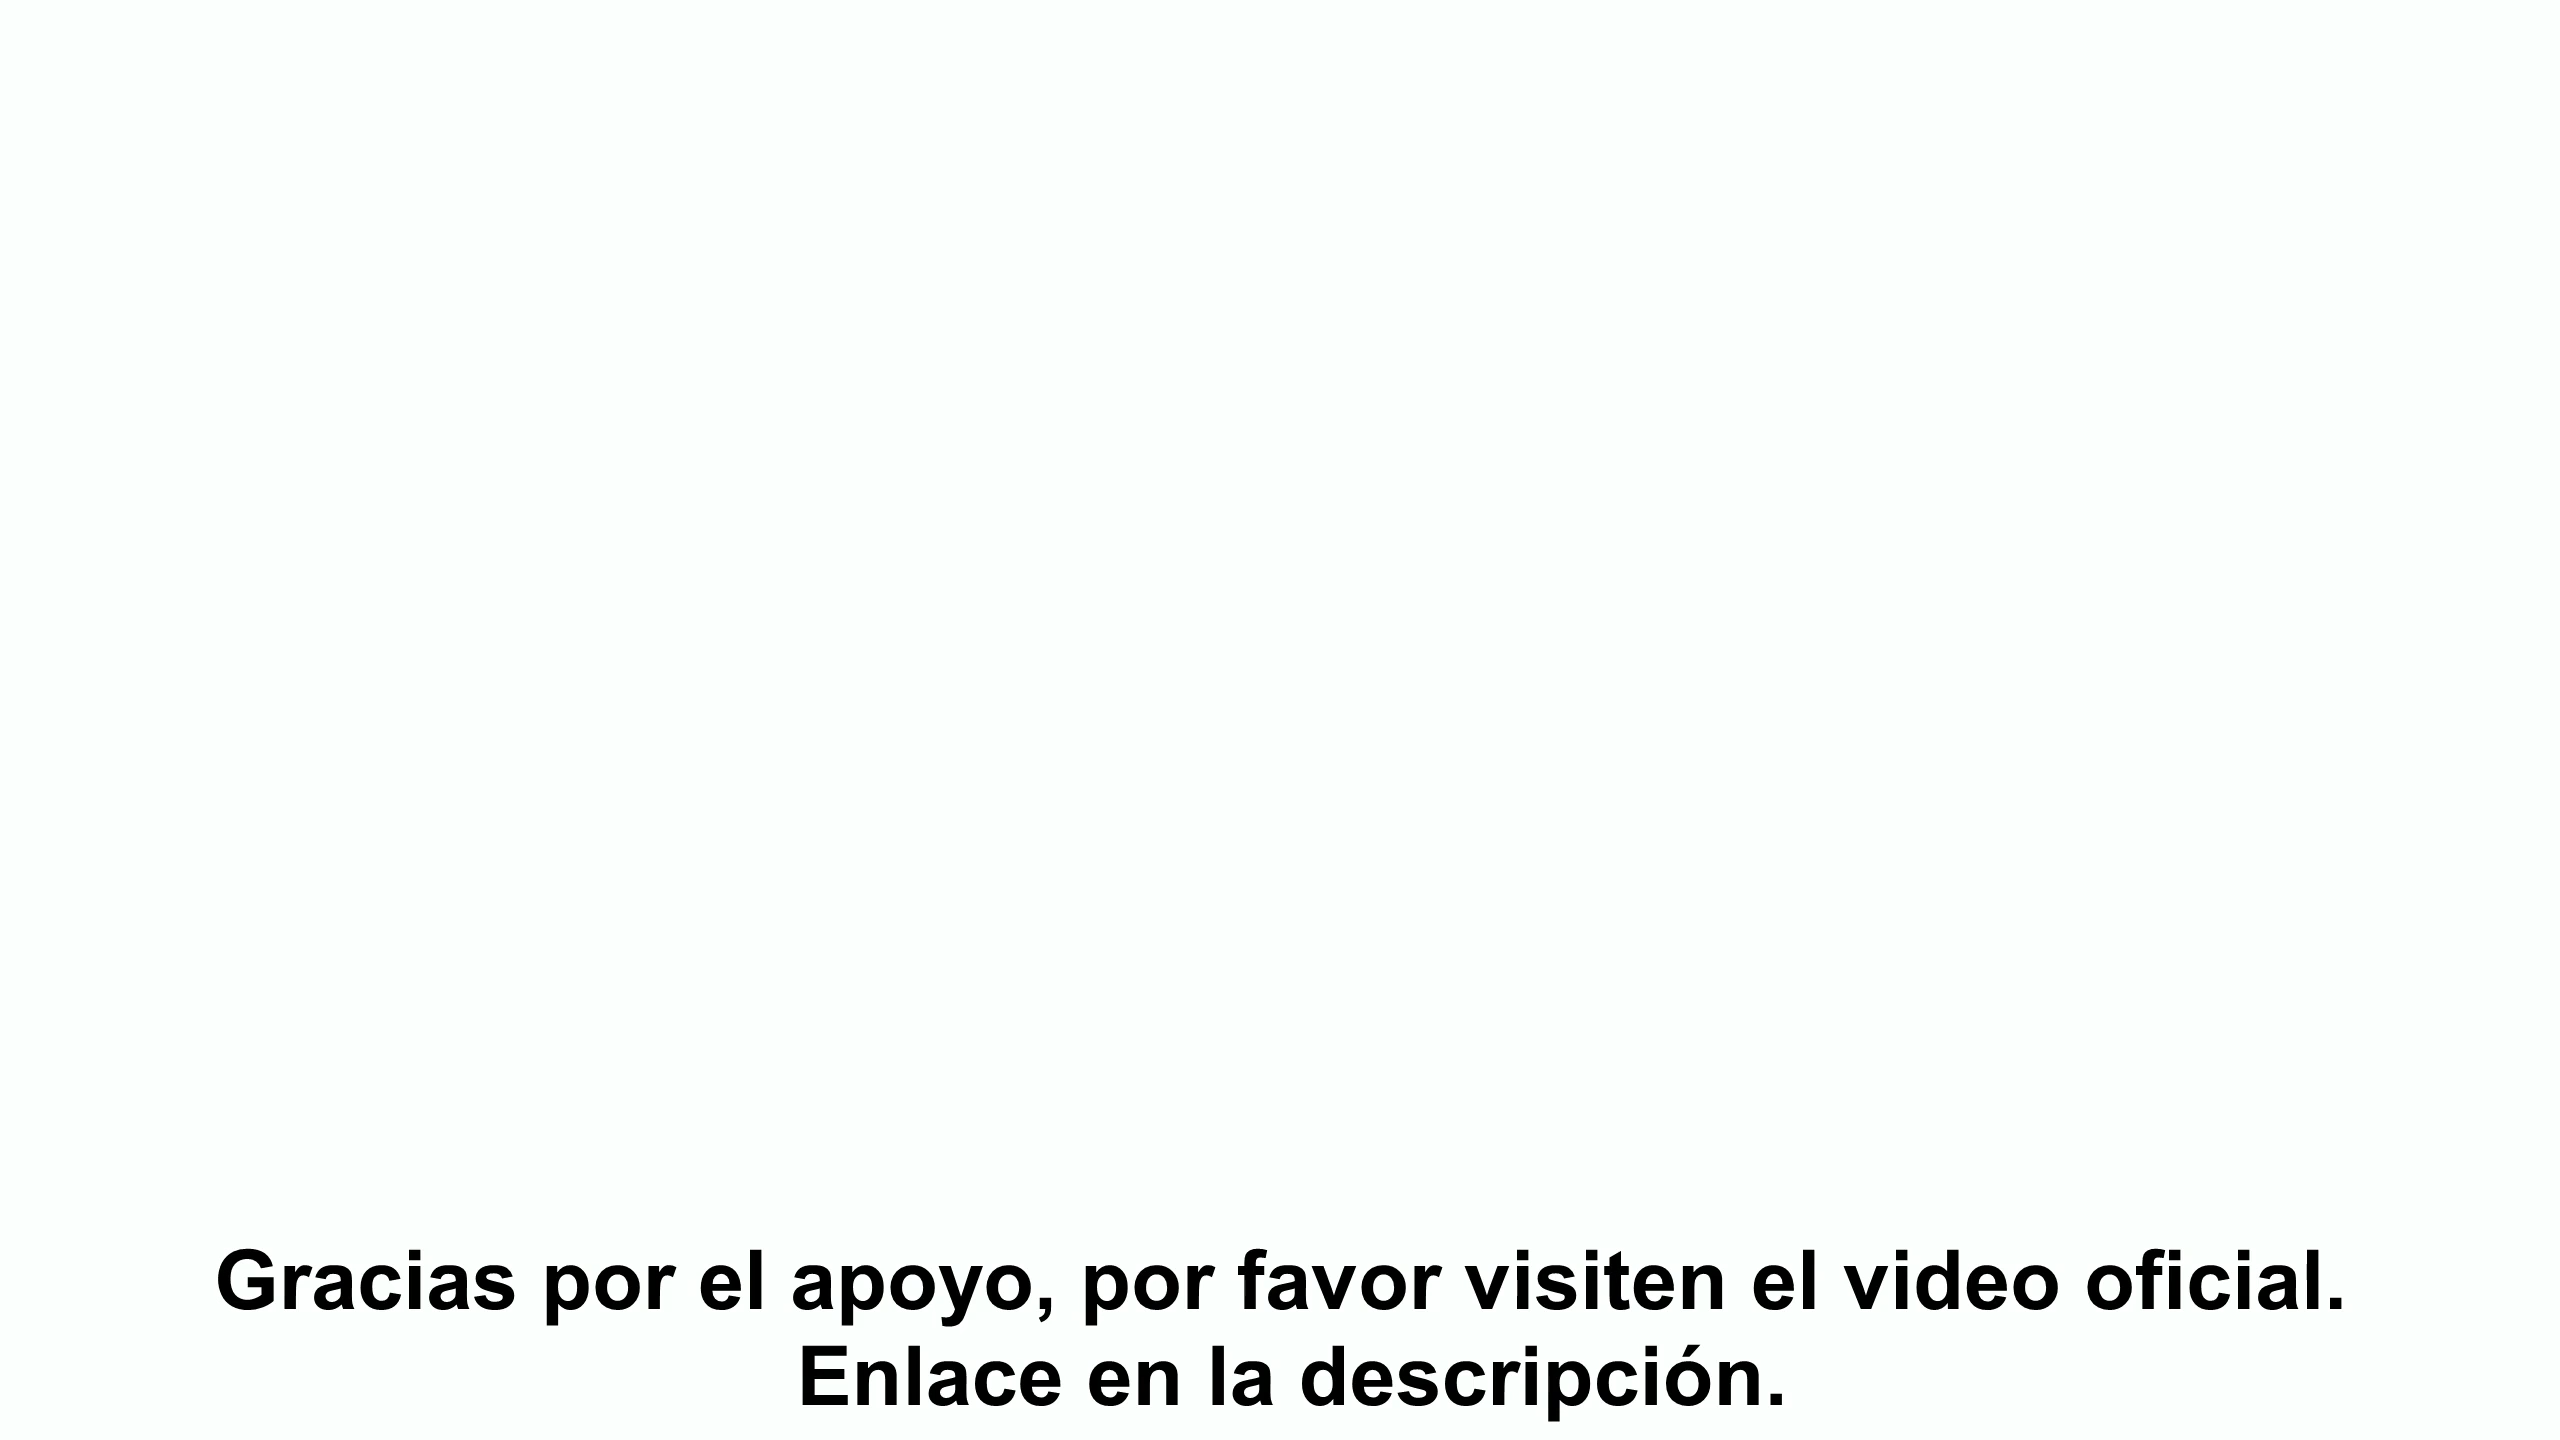 Gracias por el apoyo, por favor visiten el video oficial.
Enlace en la descripción.